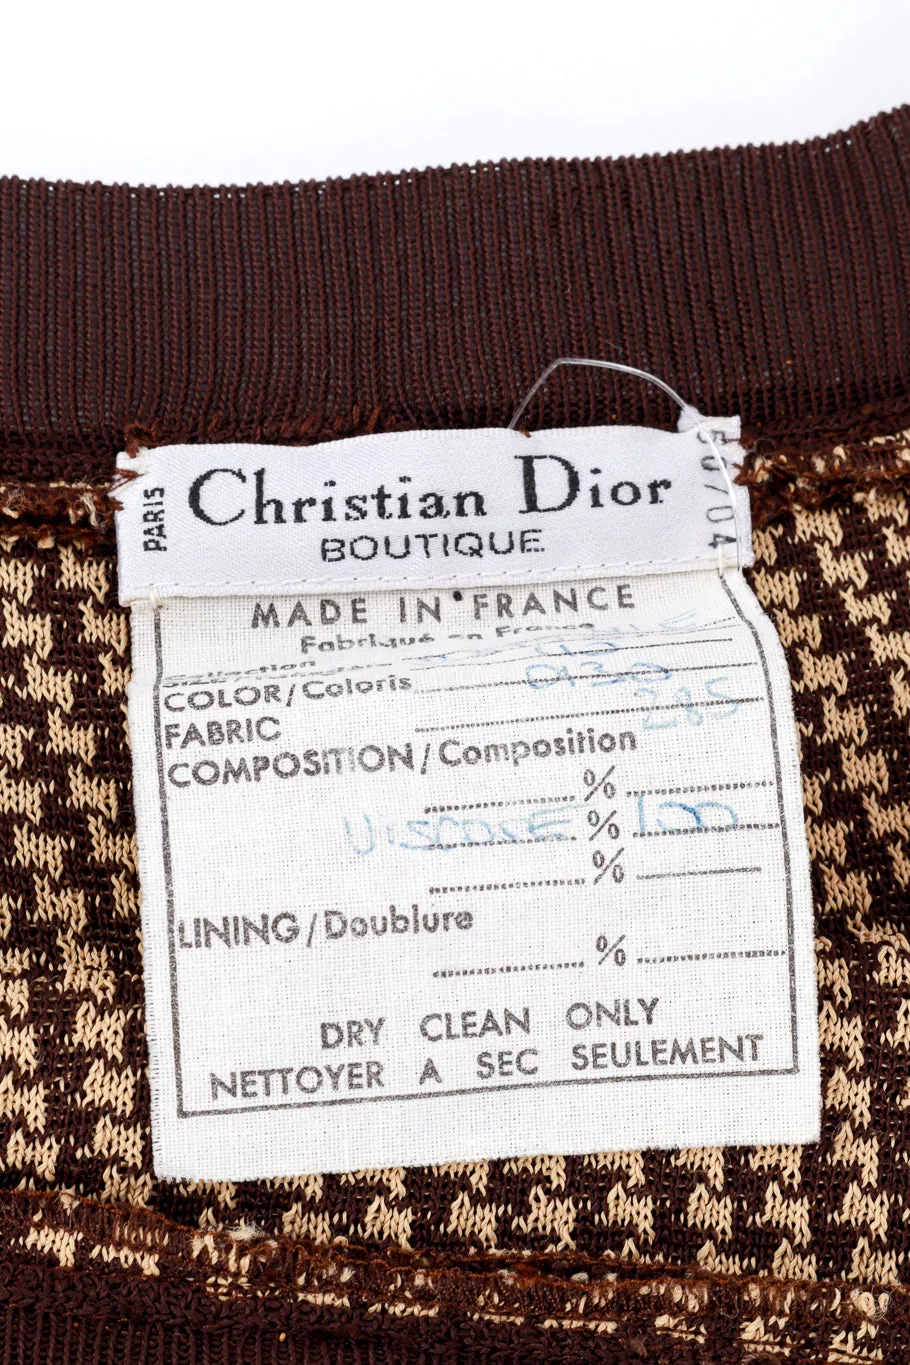 PARIS
Christian Dior
BOUTIQUE
MADE IN FRANCE
Fabriqué en France
COLOR/Coloris
FABRIC 285
COMPOSITION/Composition
%
VISCOSE % 100
%
LINING/Doublure
%
DRY CLEAN ONLY
NETTOYER A SEC SEULEMENT